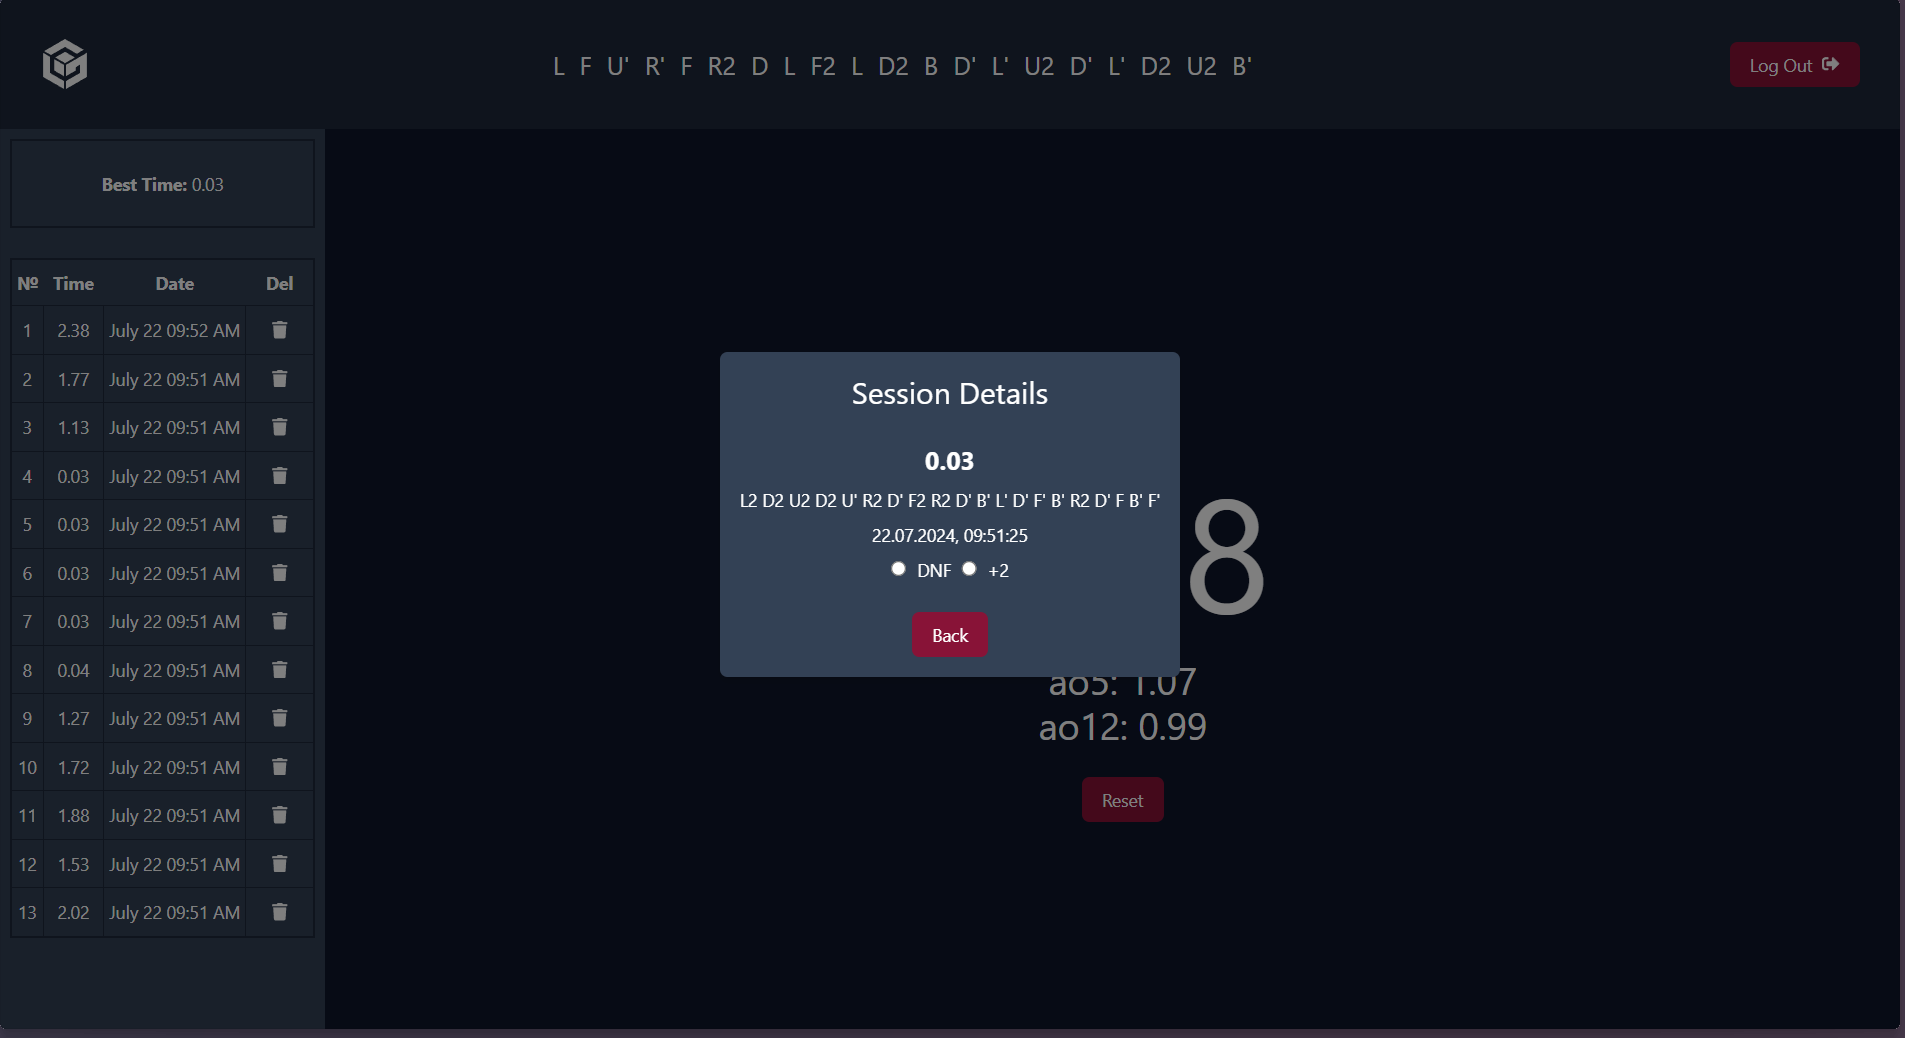 L F U' R' F R2 D L F2 L D2 B D' L' U2 D' L' D2 U2 B'
Log Out
Best Time: 0.03
Nº Time Date Del
1 2.38 July 22 09:52 AM
2 1.77 July 22 09:51 AM
3 1.13 July 22 09:51 AM
4 0.03 July 22 09:51 AM
5 0.03 July 22 09:51 AM
6 0.03 July 22 09:51 AM
7 0.03 July 22 09:51 AM
8 0.04 July 22 09:51 AM
9 1.27 July 22 09:51 AM
10 1.72 July 22 09:51 AM
11 1.88 July 22 09:51 AM
12 1.53 July 22 09:51 AM
13 2.02 July 22 09:51 AM
Session Details
0.03
L2 D2 U2 D2 U' R2 D' F2 R2 D' B' L' D' F' B' R2 D' F B' F'
22.07.2024, 09:51:25
DNF +2
Back
8
ao5: 1.07
ao12: 0.99
Reset